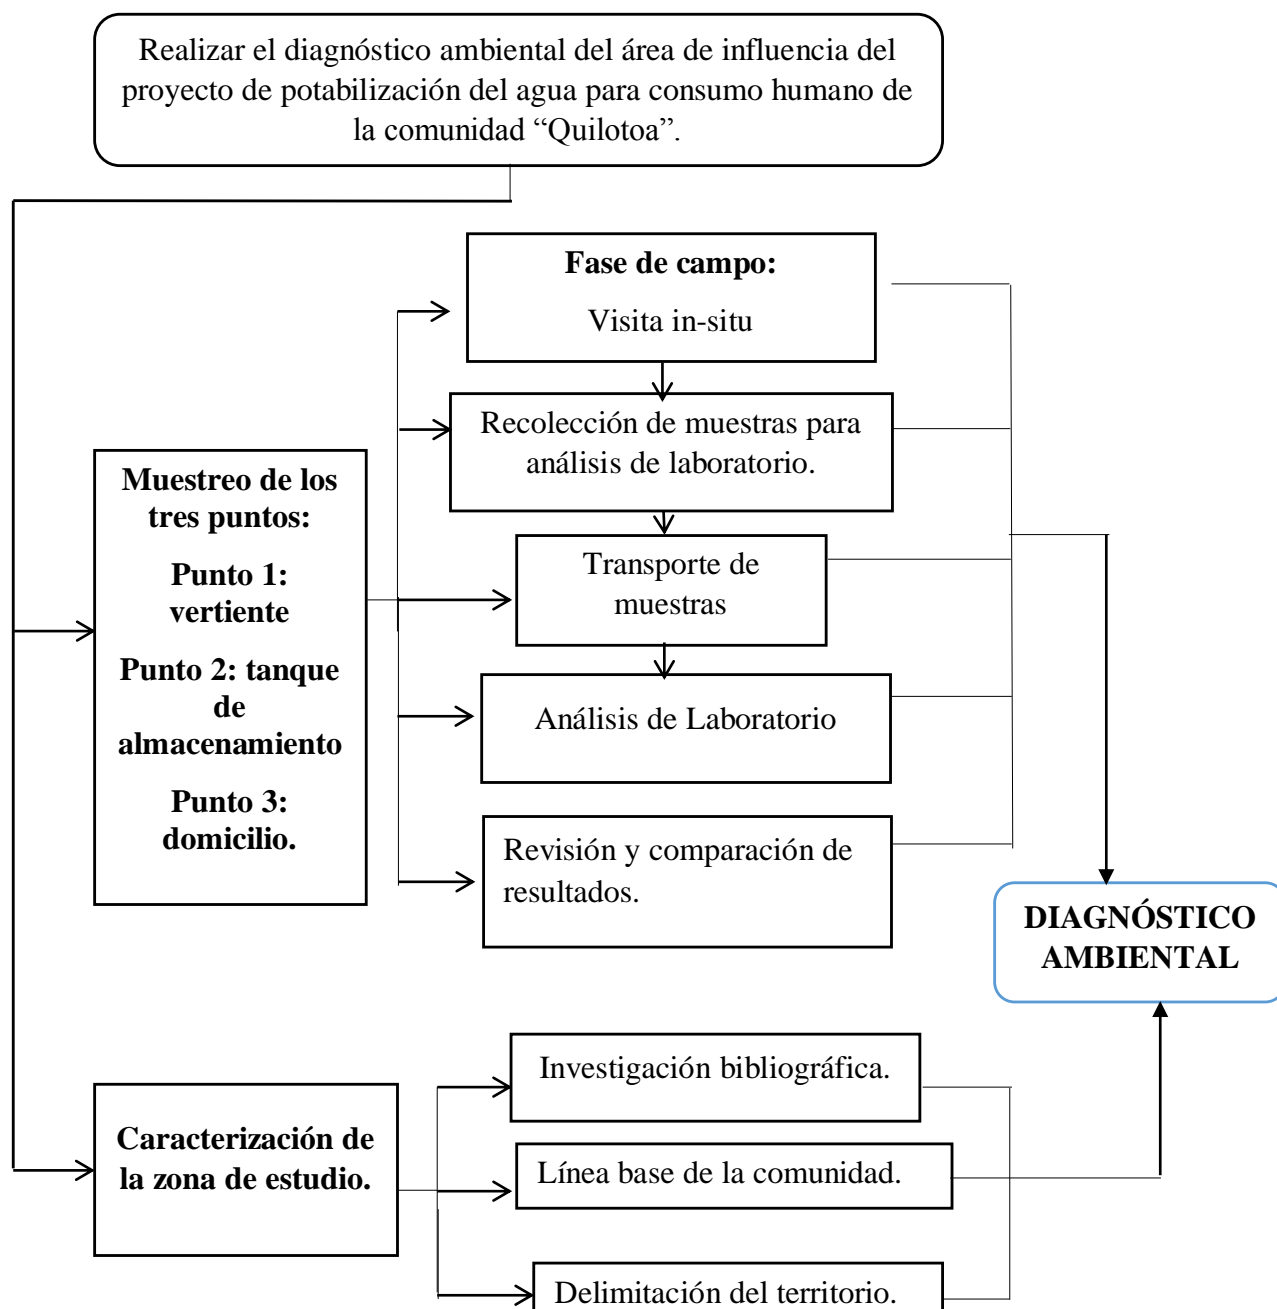 Realizar el diagnóstico ambiental del área de influencia del
proyecto de potabilización del agua para consumo humano de
la comunidad “Quilotoa”.
Muestreo de los
tres puntos:
Punto 1:
vertiente
Punto 2: tanque
de
almacenamiento
Punto 3:
domicilio.
Fase de campo:
Visita in-situ
Recolección de muestras para
análisis de laboratorio.
Transporte de
muestras
Análisis de Laboratorio
Revisión y comparación de
resultados.
DIAGNÓSTICO
AMBIENTAL
Caracterización de
la zona de estudio.
Investigación bibliográfica.
Línea base de la comunidad.
Delimitación del territorio.